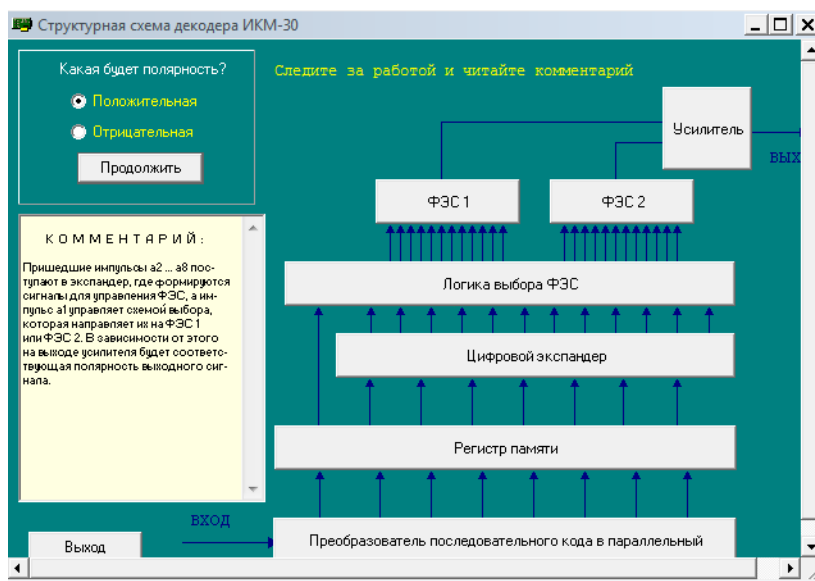 Структурная схема декодера ИКМ-30
Какая будет полярность?
Положительная
Отрицательная
Продолжить
Следите за работой и читайте комментарий
Усилитель
ВЫХ
ФЭС 1
ФЭС 2
КОММЕНТАРИЙ:
Пришедшие импульсы а2 ... а8 пос-
тупают в экспандер, где формируются
сигналы для управления ФЭС, а им-
пульс а1 управляет схемой выбора,
которая направляет их на ФЭС 1
или ФЭС 2. В зависимости от этого
на выходе усилителя будет соответс-
твующая полярность выходного сиг-
нала.
Логика выбора ФЭС
Цифровой экспандер
Регистр памяти
ВХОД
Преобразователь последовательного кода в параллельный
Выход